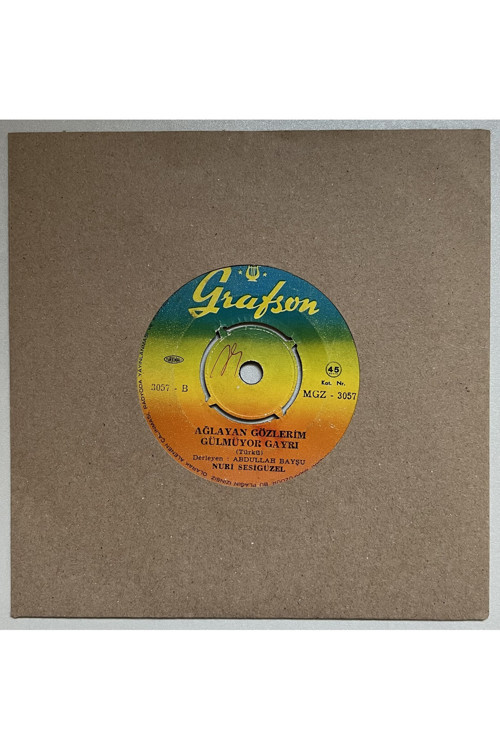 Grafson
45
3057 - B
Kat. Nr.
MGZ - 3057
AĞLAYAN GÖZLERİM
GÜLMÜYOR GAYRI
(Türkü)
Derleyen : ABDULLAH BAYŞU
NURİ SESİGÜZEL